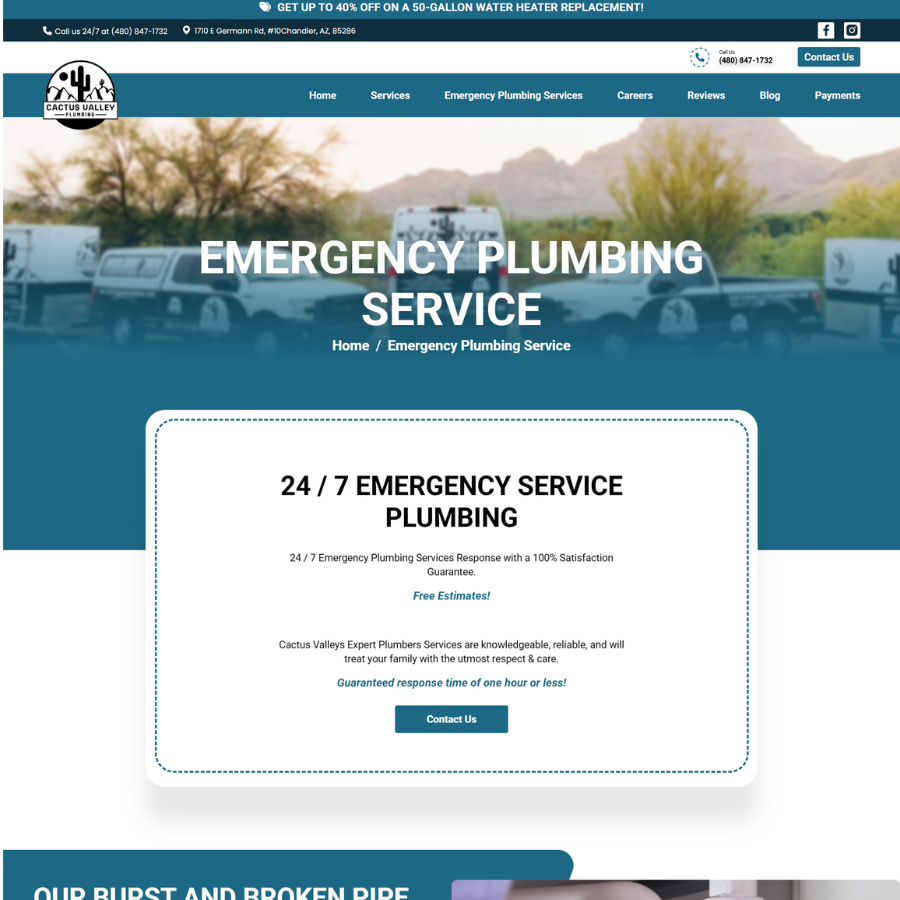 GET UP TO 40% OFF ON A 50-GALLON WATER HEATER REPLACEMENT!
Call us 24/7 at (480) 847-1732
1710 E Germann Rd, #10Chandler, AZ, 85286
Call Us
(480) 847-1732
Contact Us
CACTUS VALLEY
PLUMBING
Home
Services
Emergency Plumbing Services
Careers
Reviews
Blog
Payments
EMERGENCY PLUMBING
SERVICE
Home / Emergency Plumbing Service
24 / 7 EMERGENCY SERVICE
PLUMBING
24 / 7 Emergency Plumbing Services Response with a 100% Satisfaction
Guarantee.
Free Estimates!
Cactus Valleys Expert Plumbers Services are knowledgeable, reliable, and will
treat your family with the utmost respect & care.
Guaranteed response time of one hour or less!
Contact Us
OUR BURST AND BROKEN PIPE